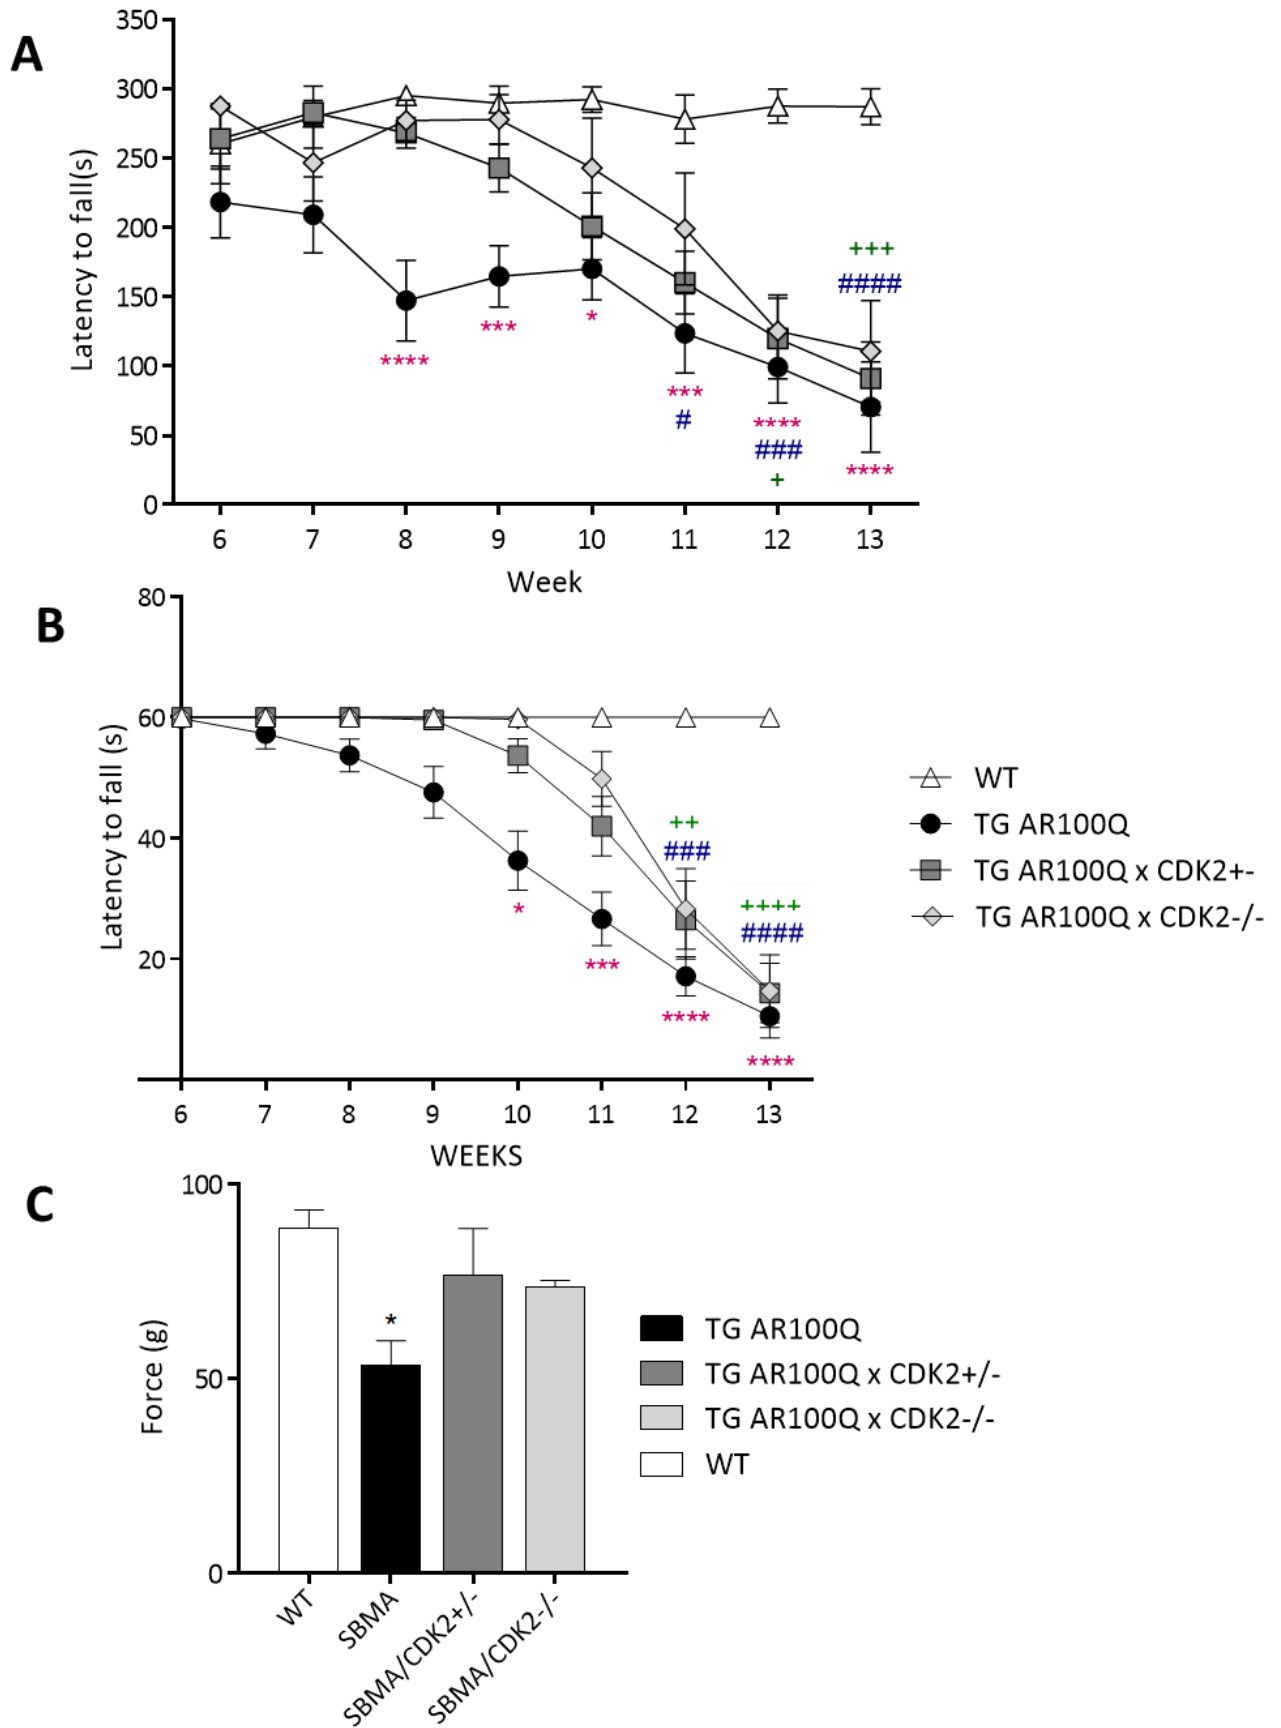 A
350
300
250
200
150
100
50
0
Latency to fall(s)
+++
####
****
***
*
***
#
****
###
+
****
6 7 8 9 10 11 12 13
Week
B
80
60
40
20
Latency to fall (s)
++
###
++++
####
*
***
****
****
6 7 8 9 10 11 12 13
WEEKS
WT
TG AR100Q
TG AR100Q x CDK2+-
TG AR100Q x CDK2-/-
C
100
50
0
Force (g)
*
WT
SBMA
SBMA/CDK2+/-
SBMA/CDK2-/-
TG AR100Q
TG AR100Q x CDK2+/-
TG AR100Q x CDK2-/-
WT